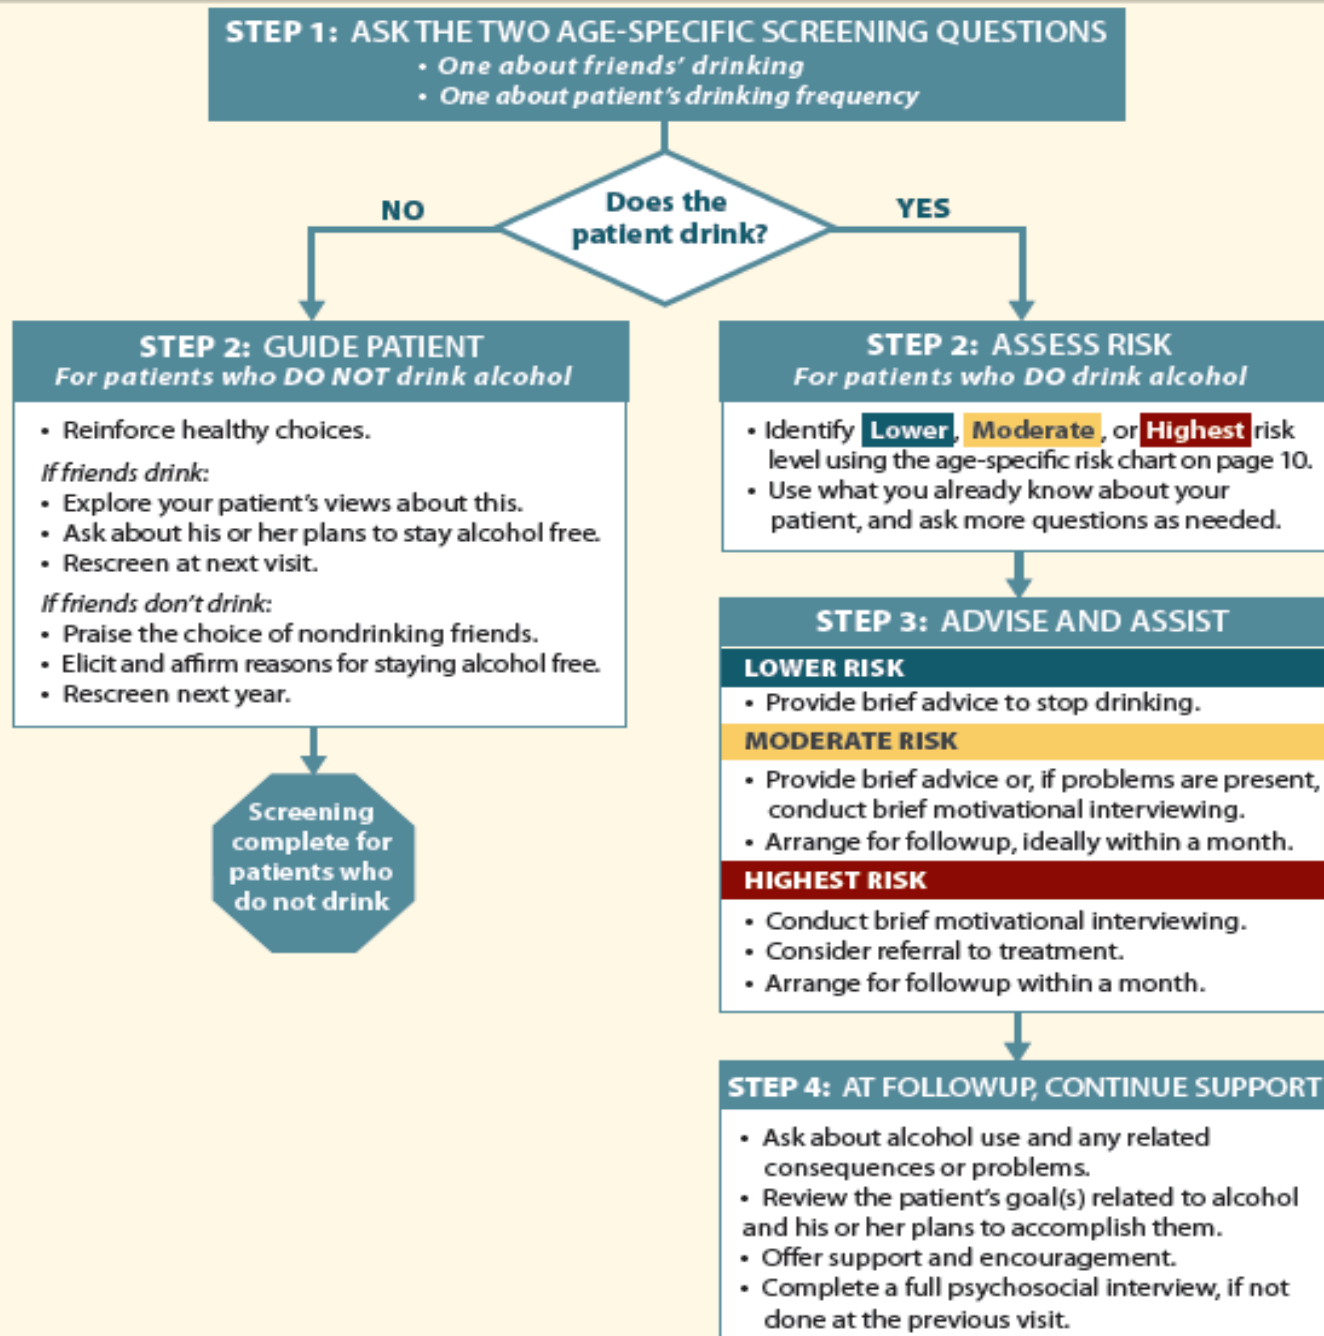 STEP 1: ASK THE TWO AGE-SPECIFIC SCREENING QUESTIONS
• One about friends' drinking
• One about patient's drinking frequency
Does the
patient drink?
NO
YES
STEP 2: GUIDE PATIENT
For patients who DO NOT drink alcohol
• Reinforce healthy choices.
If friends drink:
• Explore your patient's views about this.
• Ask about his or her plans to stay alcohol free.
• Rescreen at next visit.
If friends don't drink:
• Praise the choice of nondrinking friends.
• Elicit and affirm reasons for staying alcohol free.
• Rescreen next year.
Screening
complete for
patients who
do not drink
STEP 2: ASSESS RISK
For patients who DO drink alcohol
• Identify Lower, Moderate, or Highest risk
level using the age-specific risk chart on page 10.
• Use what you already know about your
patient, and ask more questions as needed.
STEP 3: ADVISE AND ASSIST
LOWER RISK
• Provide brief advice to stop drinking.
MODERATE RISK
• Provide brief advice or, if problems are present,
conduct brief motivational interviewing.
• Arrange for followup, ideally within a month.
HIGHEST RISK
• Conduct brief motivational interviewing.
• Consider referral to treatment.
• Arrange for followup within a month.
STEP 4: AT FOLLOWUP, CONTINUE SUPPORT
• Ask about alcohol use and any related
consequences or problems.
• Review the patient's goal(s) related to alcohol
and his or her plans to accomplish them.
• Offer support and encouragement.
• Complete a full psychosocial interview, if not
done at the previous visit.